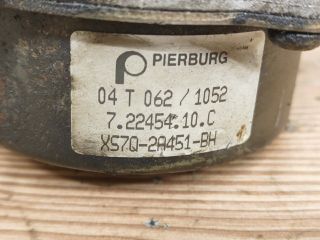 PIERBURG
04 T 062 / 1052
7.22454.10.C
XS7Q-2A451-BH